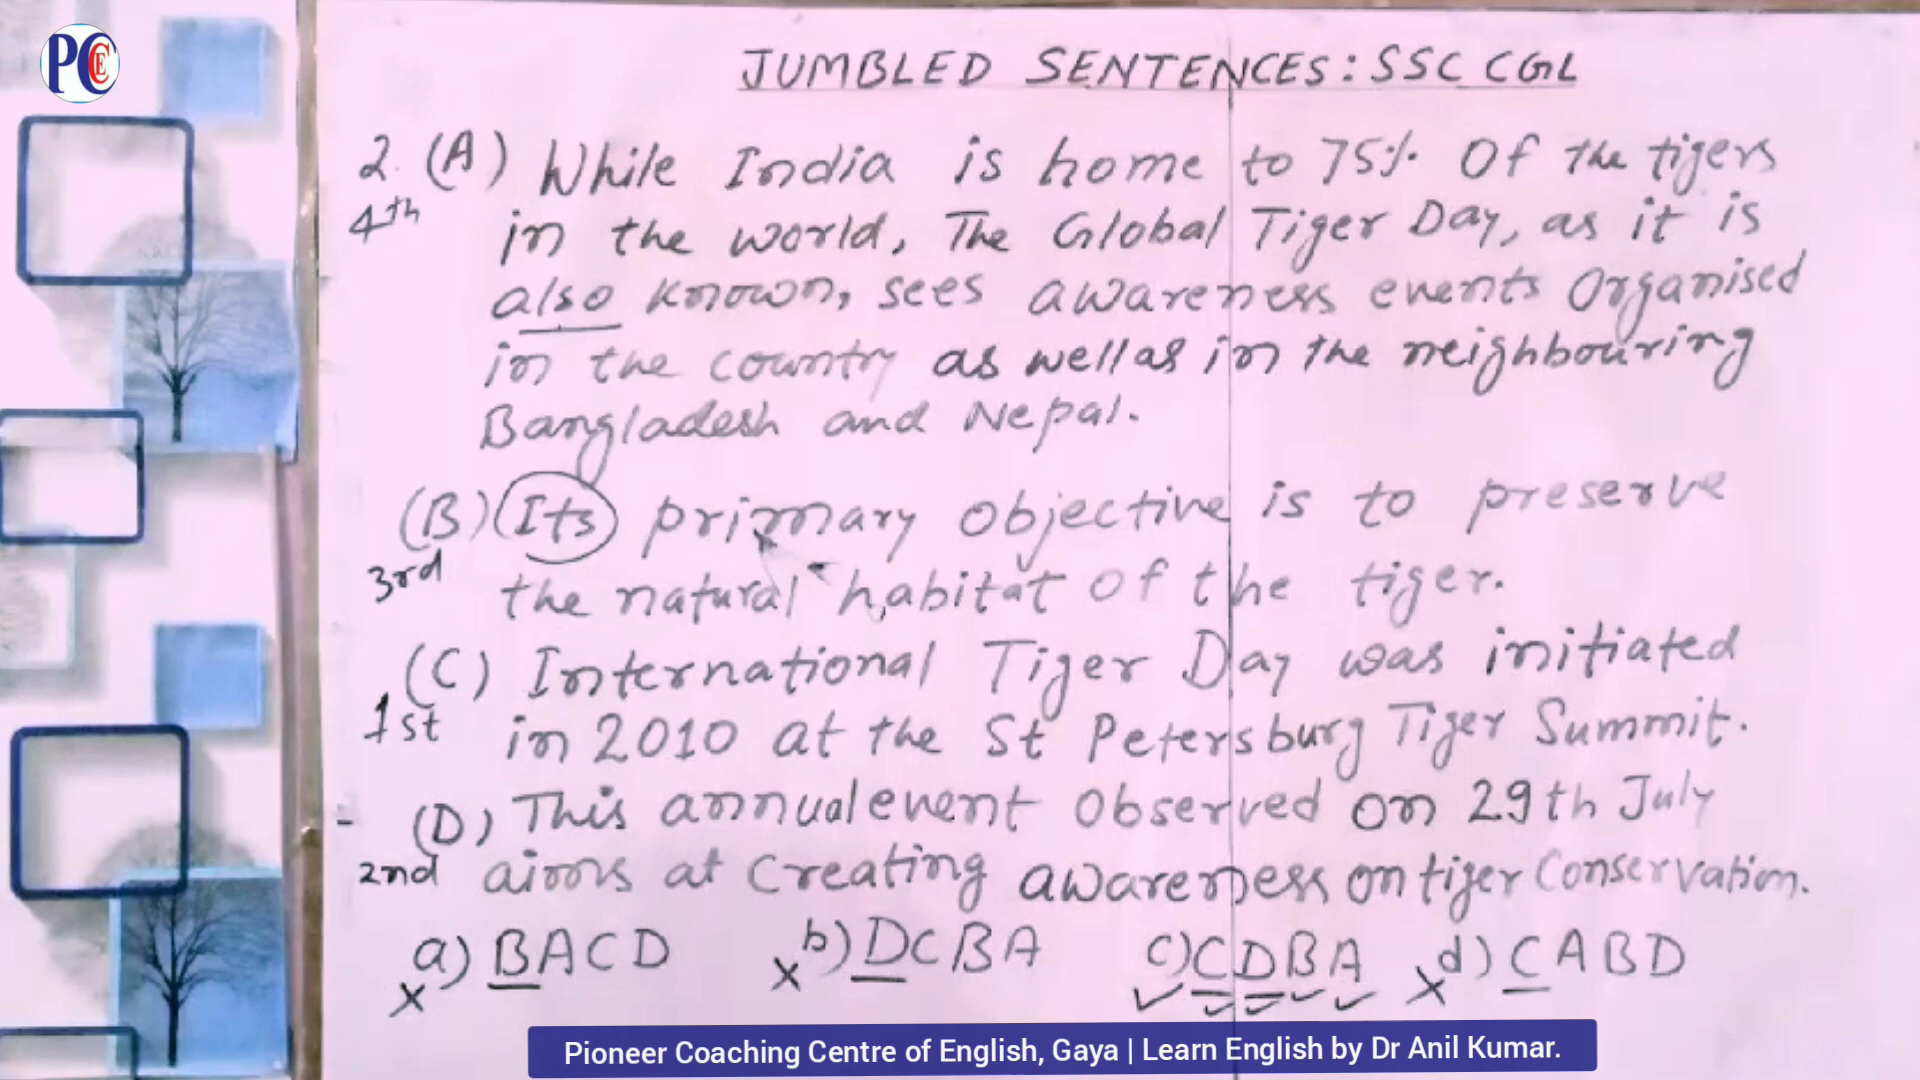 PCCE
JUMBLED SENTENCES: SSC CGL
2. (A) While India is home to 75% Of the tigers
4th in the world, The Global Tiger Day, as it is
also known, sees awareness events Organised
in the country as well as in the neighbouring
Bangladesh and Nepal.
(B) Its primary objective is to preserve
3rd the natural habitat of the tiger.
(C) International Tiger Day was initiated
1st in 2010 at the St Petersburg Tiger Summit.
(D) This annual event observed on 29th July
2nd aims at Creating awareness on tiger Conservation.
a) BACD b) DCBA c) CDBA d) CABD
x x ✓ ✓ ✓ ✓ ✓ x
Pioneer Coaching Centre of English, Gaya | Learn English by Dr Anil Kumar.